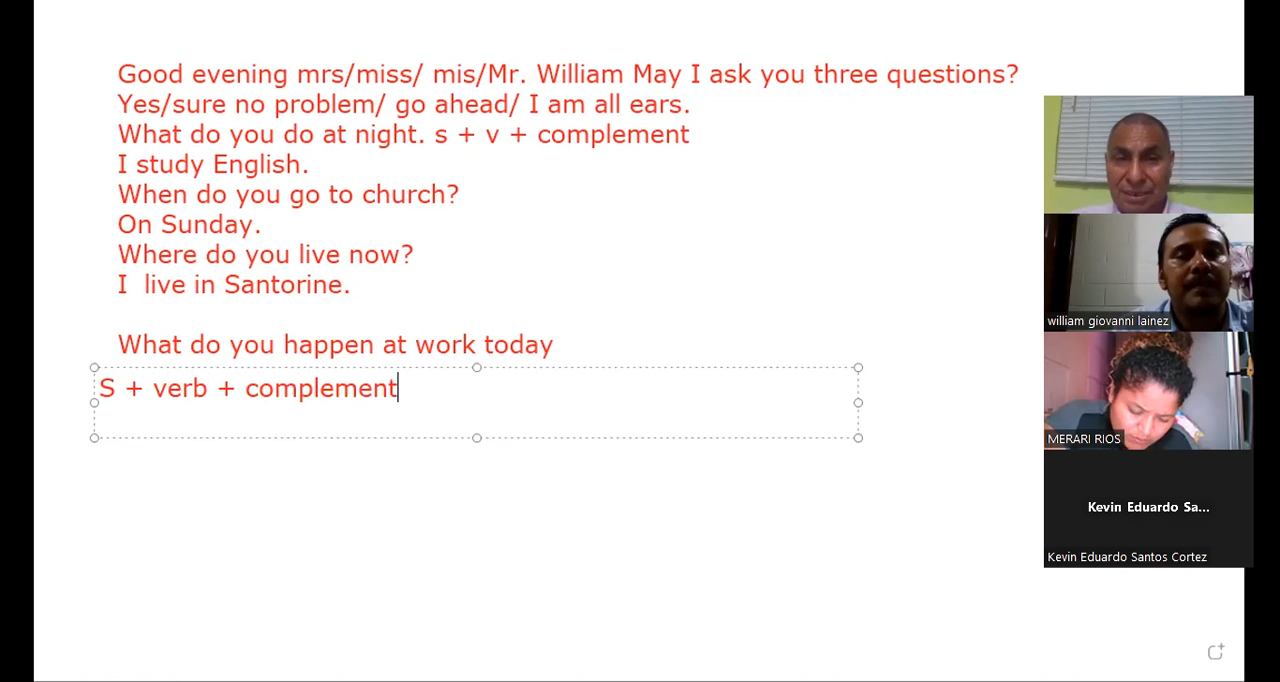 Good evening mrs/miss/ mis/Mr. William May I ask you three questions?
Yes/sure no problem/ go ahead/ I am all ears.
What do you do at night. s + v + complement
I study English.
When do you go to church?
On Sunday.
Where do you live now?
I  live in Santorine.
What do you happen at work today
S + verb + complement
william giovanni lainez
MERARI RIOS
Kevin Eduardo Sa...
Kevin Eduardo Santos Cortez